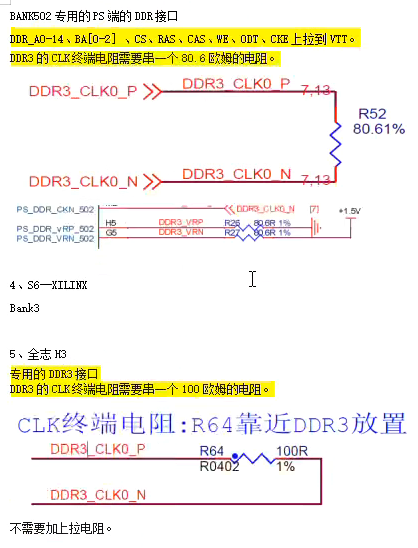 BANK502 专用的PS 端的DDR 接口
DDR_A0-14、BA[0-2] 、CS、RAS、CAS、WE、ODT、CKE 上拉到 VTT。
DDR3 的 CLK 终端电阻需要串一个 80.6 欧姆的电阻。
DDR3_CLK0_P DDR3_CLK0_P 7,13
R52
80.61%
DDR3_CLK0_N DDR3_CLK0_N 7,13
PS_DDR_CKN_502 DDR3_CLK0_N [7]
+1.5V
PS_DDR_VRP_502 H5 DDR3_VRP R26 80.6R 1%
PS_DDR_VRN_502 G5 DDR3_VRN R27 80.6R 1%
4、S6—XILINX
Bank3
5、全志 H3
专用的 DDR3 接口
DDR3 的 CLK 终端电阻需要串一个 100 欧姆的电阻。
CLK终端电阻:R64靠近DDR3放置
DDR3_CLK0_P R64 100R
R0402 1%
DDR3_CLK0_N
不需要加上拉电阻。